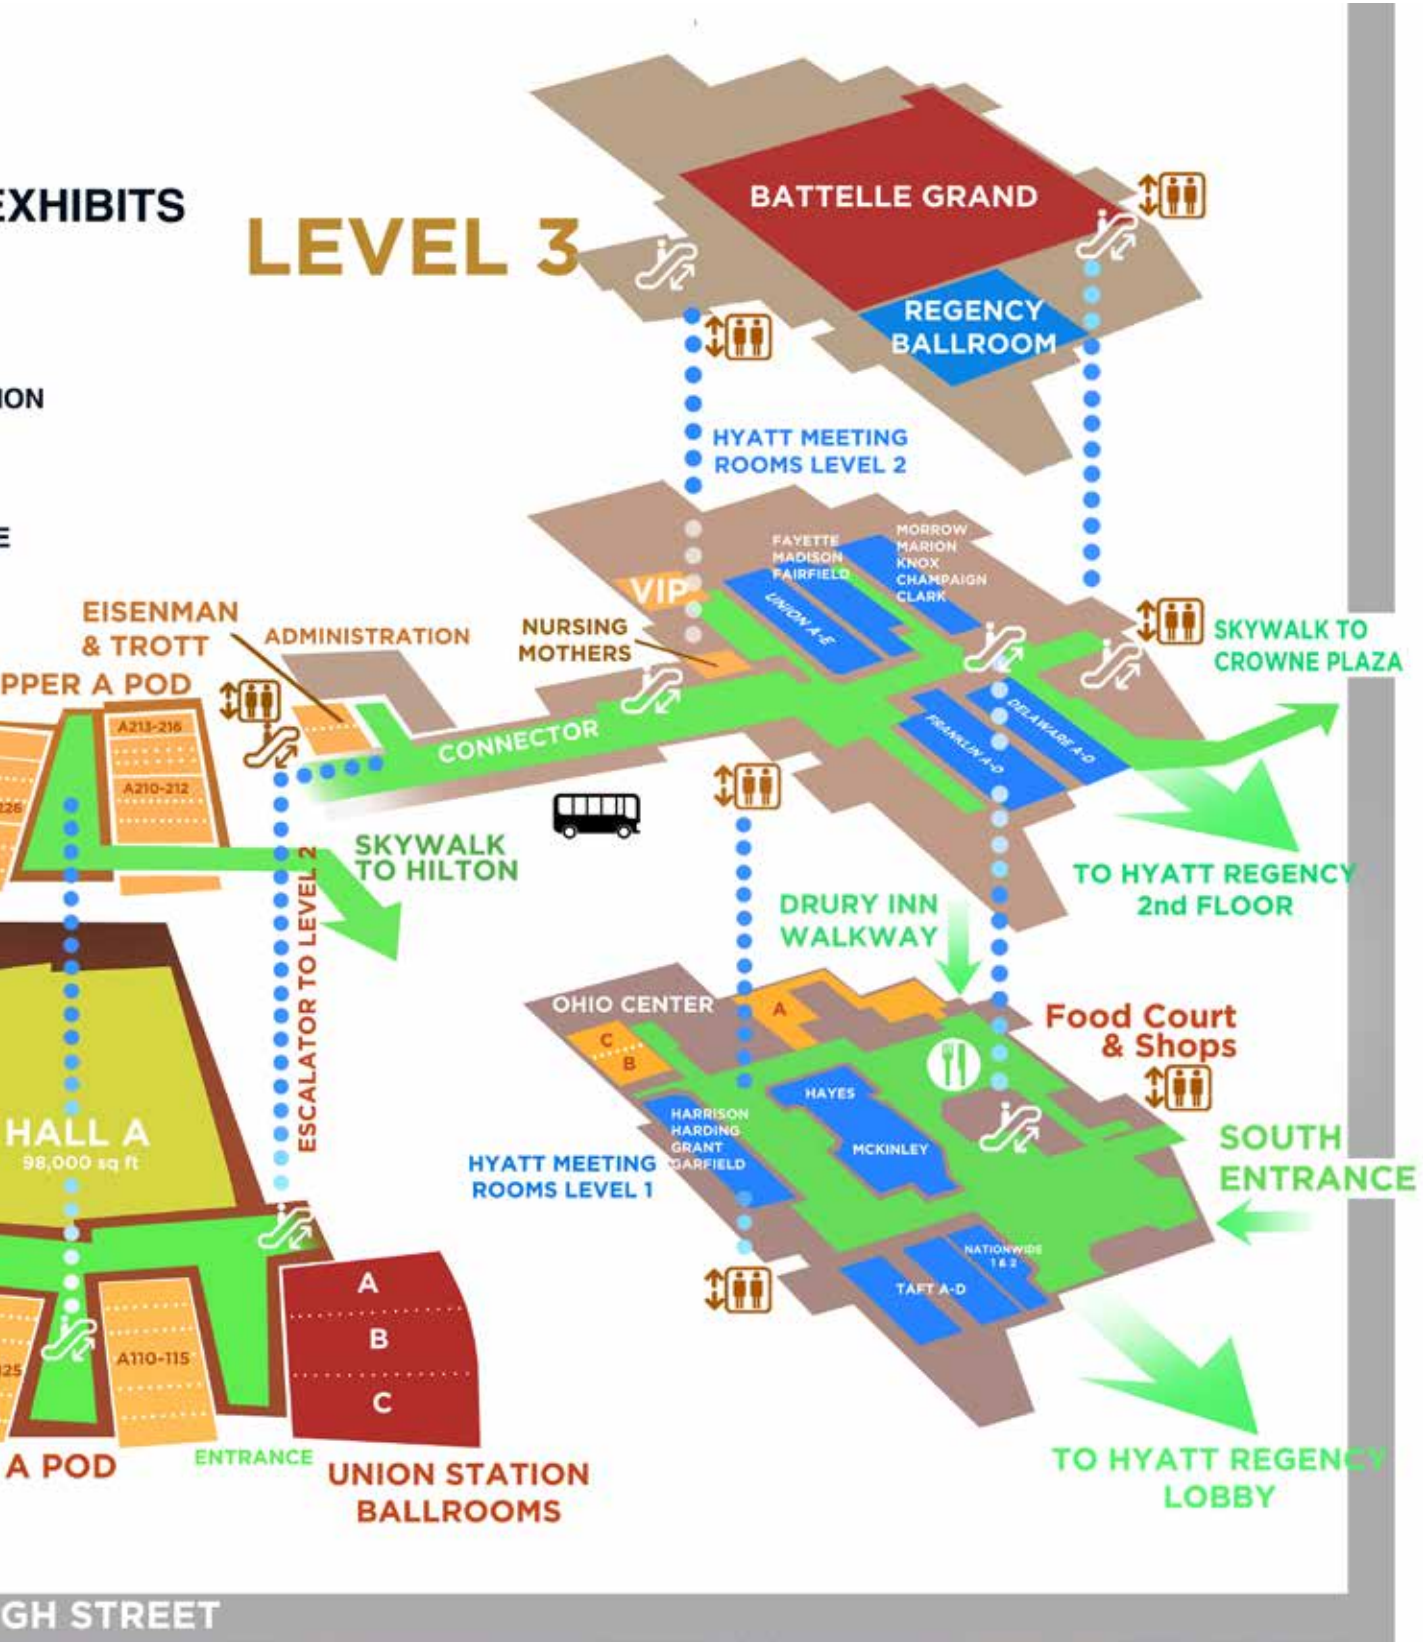 EXHIBITS
LEVEL 3
BATTELLE GRAND
REGENCY
BALLROOM
ION
HYATT MEETING
ROOMS LEVEL 2
E
FAYETTE
MADISON
FAIRFIELD
MORROW
MARION
KNOX
CHAMPAIGN
CLARK
VIP
UNION A-E
EISENMAN
& TROTT
ADMINISTRATION
NURSING
MOTHERS
SKYWALK TO
CROWNE PLAZA
PPER A POD
A213-216
A210-212
226
CONNECTOR
FRANKLIN A-D
DELAWARE A-D
SKYWALK
TO HILTON
ESCALATOR TO LEVEL 2
TO HYATT REGENCY
2nd FLOOR
DRURY INN
WALKWAY
OHIO CENTER
A
C
B
Food Court
& Shops
HAYES
MCKINLEY
HARRISON
HARDING
GRANT
GARFIELD
HYATT MEETING
ROOMS LEVEL 1
SOUTH
ENTRANCE
HALL A
98,000 sq ft
NATIONWIDE
1 & 2
TAFT A-D
A
B
C
A110-115
125
A POD
ENTRANCE
UNION STATION
BALLROOMS
TO HYATT REGENCY
LOBBY
GH STREET